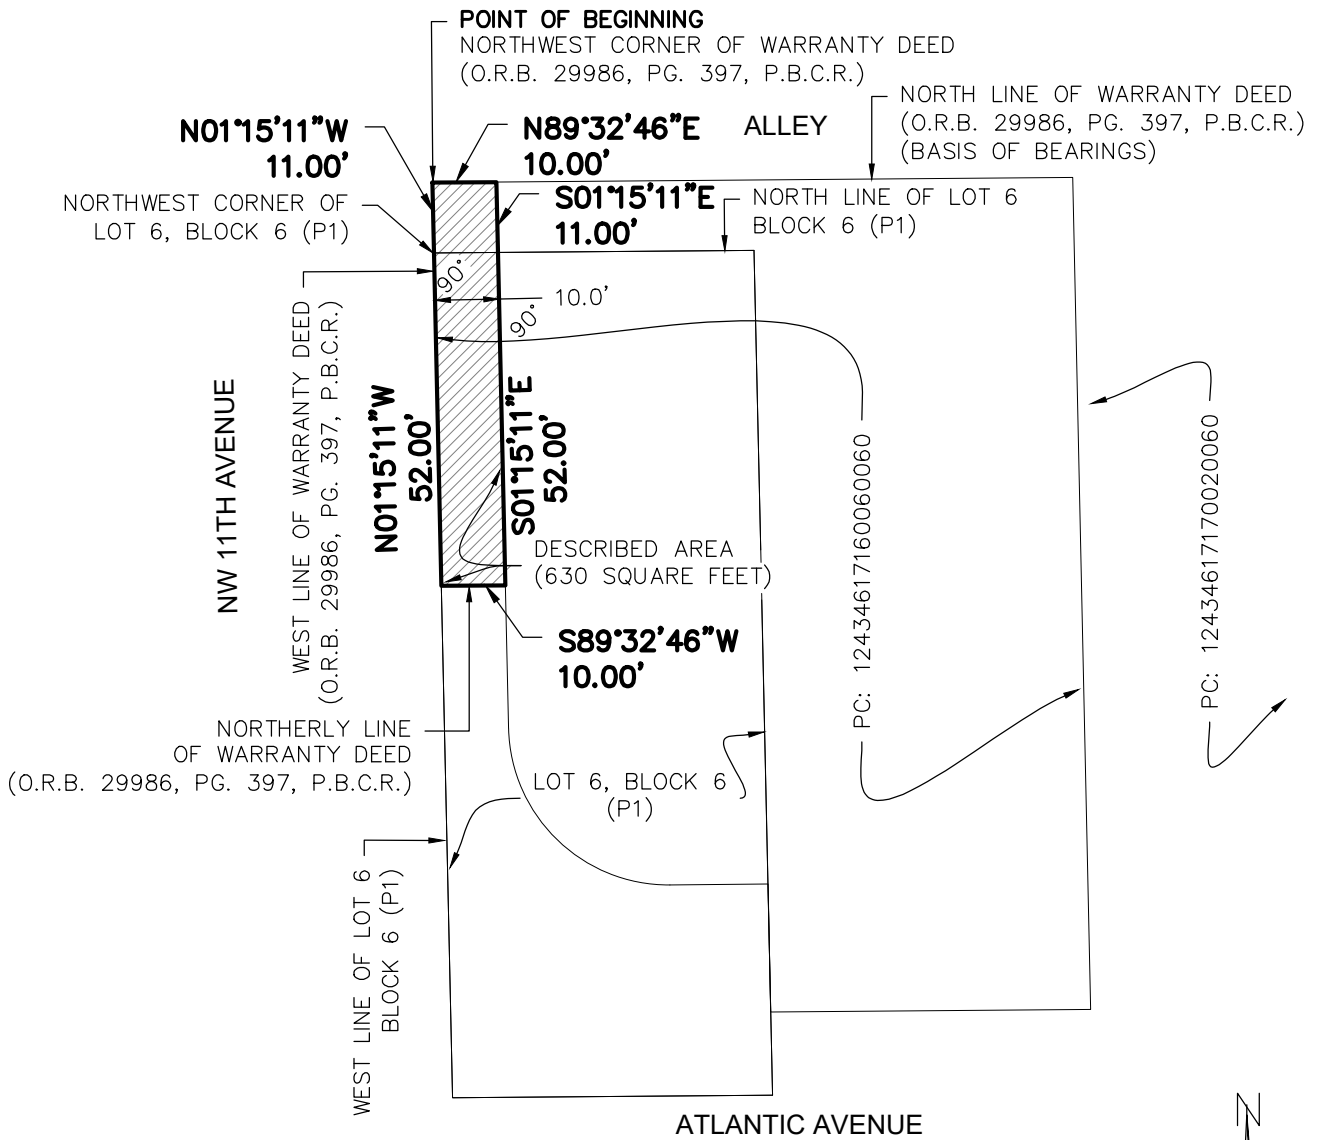 POINT OF BEGINNING
NORTHWEST CORNER OF WARRANTY DEED
(O.R.B. 29986, PG. 397, P.B.C.R.)
NORTH LINE OF WARRANTY DEED
(O.R.B. 29986, PG. 397, P.B.C.R.)
(BASIS OF BEARINGS)
N01°15'11"W
11.00'
N89°32'46"E
10.00'
ALLEY
NORTHWEST CORNER OF
LOT 6, BLOCK 6 (P1)
S01°15'11"E
11.00'
NORTH LINE OF LOT 6
BLOCK 6 (P1)
90°
10.0'
90°
NW 11TH AVENUE
WEST LINE OF WARRANTY DEED
(O.R.B. 29986, PG. 397, P.B.C.R.)
N01°15'11"W
52.00'
S01°15'11"E
52.00'
DESCRIBED AREA
(630 SQUARE FEET)
PC: 12434617160060060
PC: 12434617170020060
S89°32'46"W
10.00'
NORTHERLY LINE
OF WARRANTY DEED
(O.R.B. 29986, PG. 397, P.B.C.R.)
LOT 6, BLOCK 6
(P1)
WEST LINE OF LOT 6
BLOCK 6 (P1)
ATLANTIC AVENUE
N